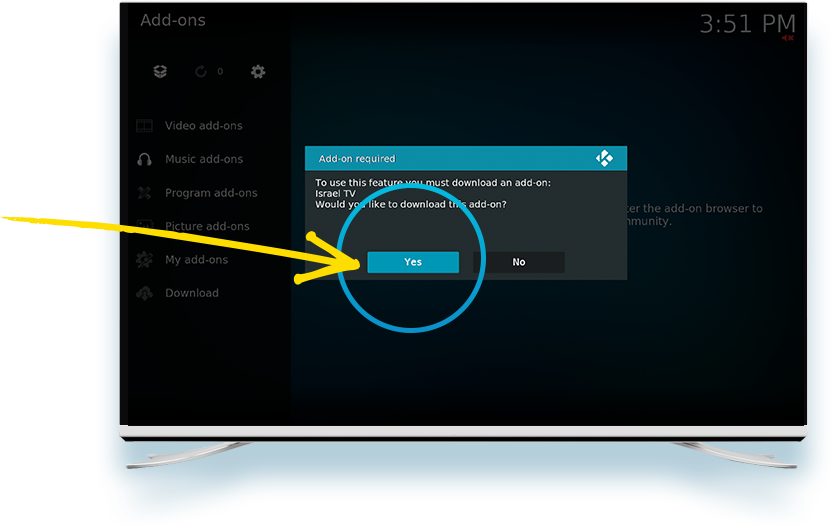 Add-ons
3:51 PM
0
Video add-ons
Music add-ons
Program add-ons
Picture add-ons
My add-ons
Download
Add-on required
To use this feature you must download an add-on:
Israel TV
Would you like to download this add-on?
Yes
No
ter the add-on browser to
mmunity.